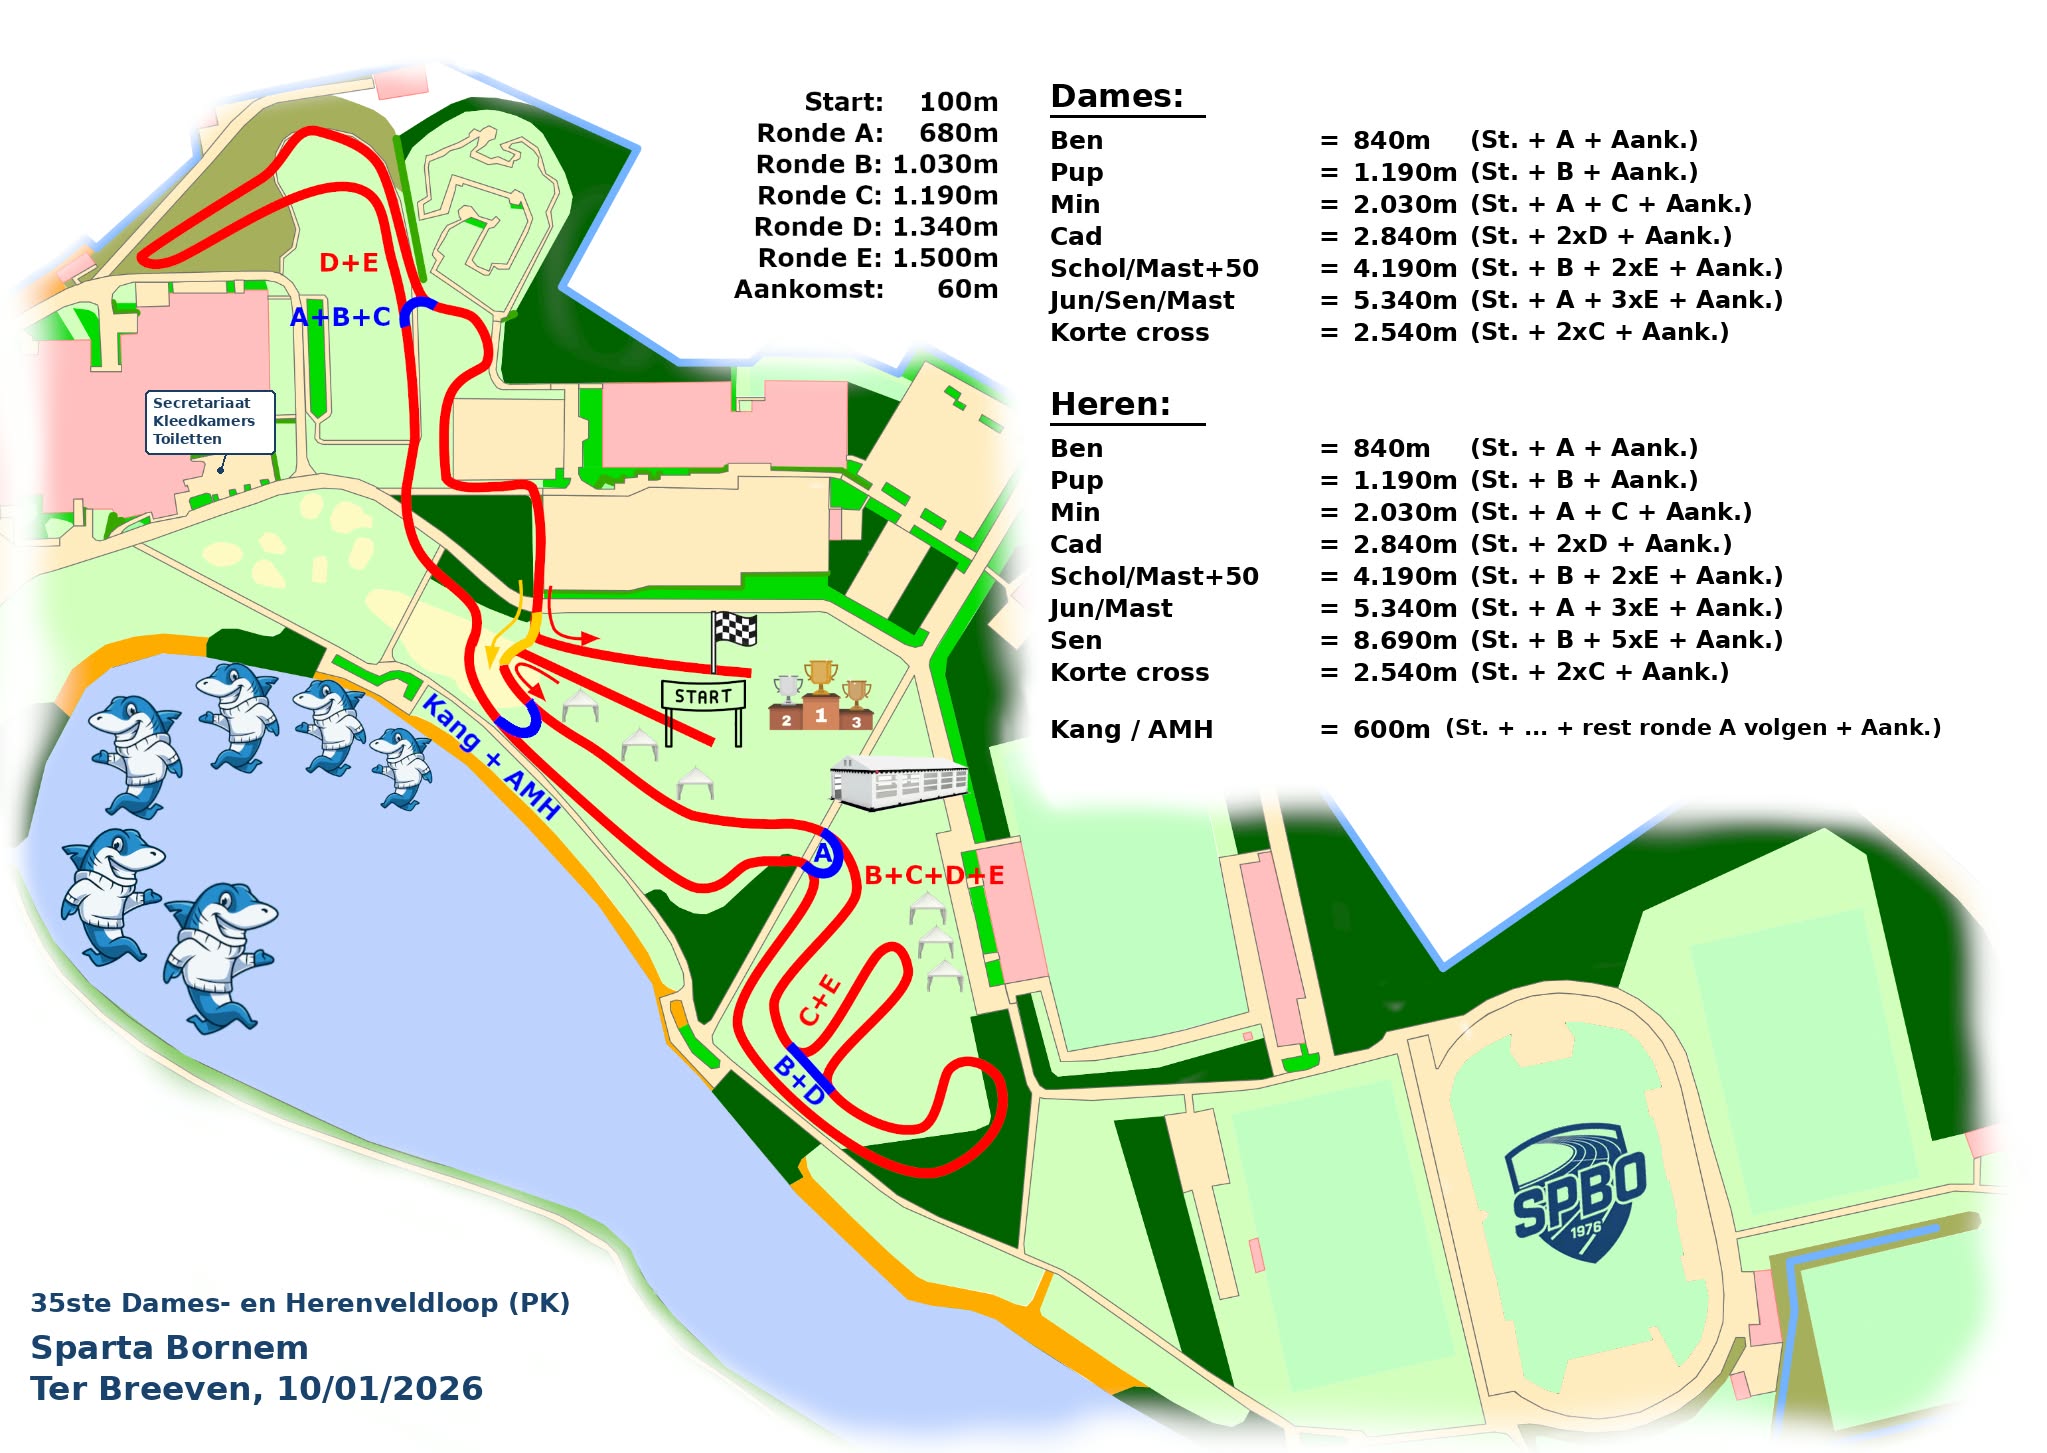 Start: 100m
Ronde A: 680m
Ronde B: 1.030m
Ronde C: 1.190m
Ronde D: 1.340m
Ronde E: 1.500m
Aankomst: 60m
Dames:
Ben = 840m (St. + A + Aank.)
Pup = 1.190m (St. + B + Aank.)
Min = 2.030m (St. + A + C + Aank.)
Cad = 2.840m (St. + 2xD + Aank.)
Schol/Mast+50 = 4.190m (St. + B + 2xE + Aank.)
Jun/Sen/Mast = 5.340m (St. + A + 3xE + Aank.)
Korte cross = 2.540m (St. + 2xC + Aank.)
Heren:
Ben = 840m (St. + A + Aank.)
Pup = 1.190m (St. + B + Aank.)
Min = 2.030m (St. + A + C + Aank.)
Cad = 2.840m (St. + 2xD + Aank.)
Schol/Mast+50 = 4.190m (St. + B + 2xE + Aank.)
Jun/Mast = 5.340m (St. + A + 3xE + Aank.)
Sen = 8.690m (St. + B + 5xE + Aank.)
Korte cross = 2.540m (St. + 2xC + Aank.)
Kang / AMH = 600m (St. + ... + rest ronde A volgen + Aank.)
D+E
A+B+C
Secretariaat
Kleedkamers
Toiletten
START
2 1 3
Kang + AMH
A
B+C+D+E
C+E
B+D
SPBO
1976
35ste Dames- en Herenveldloop (PK)
Sparta Bornem
Ter Breeven, 10/01/2026